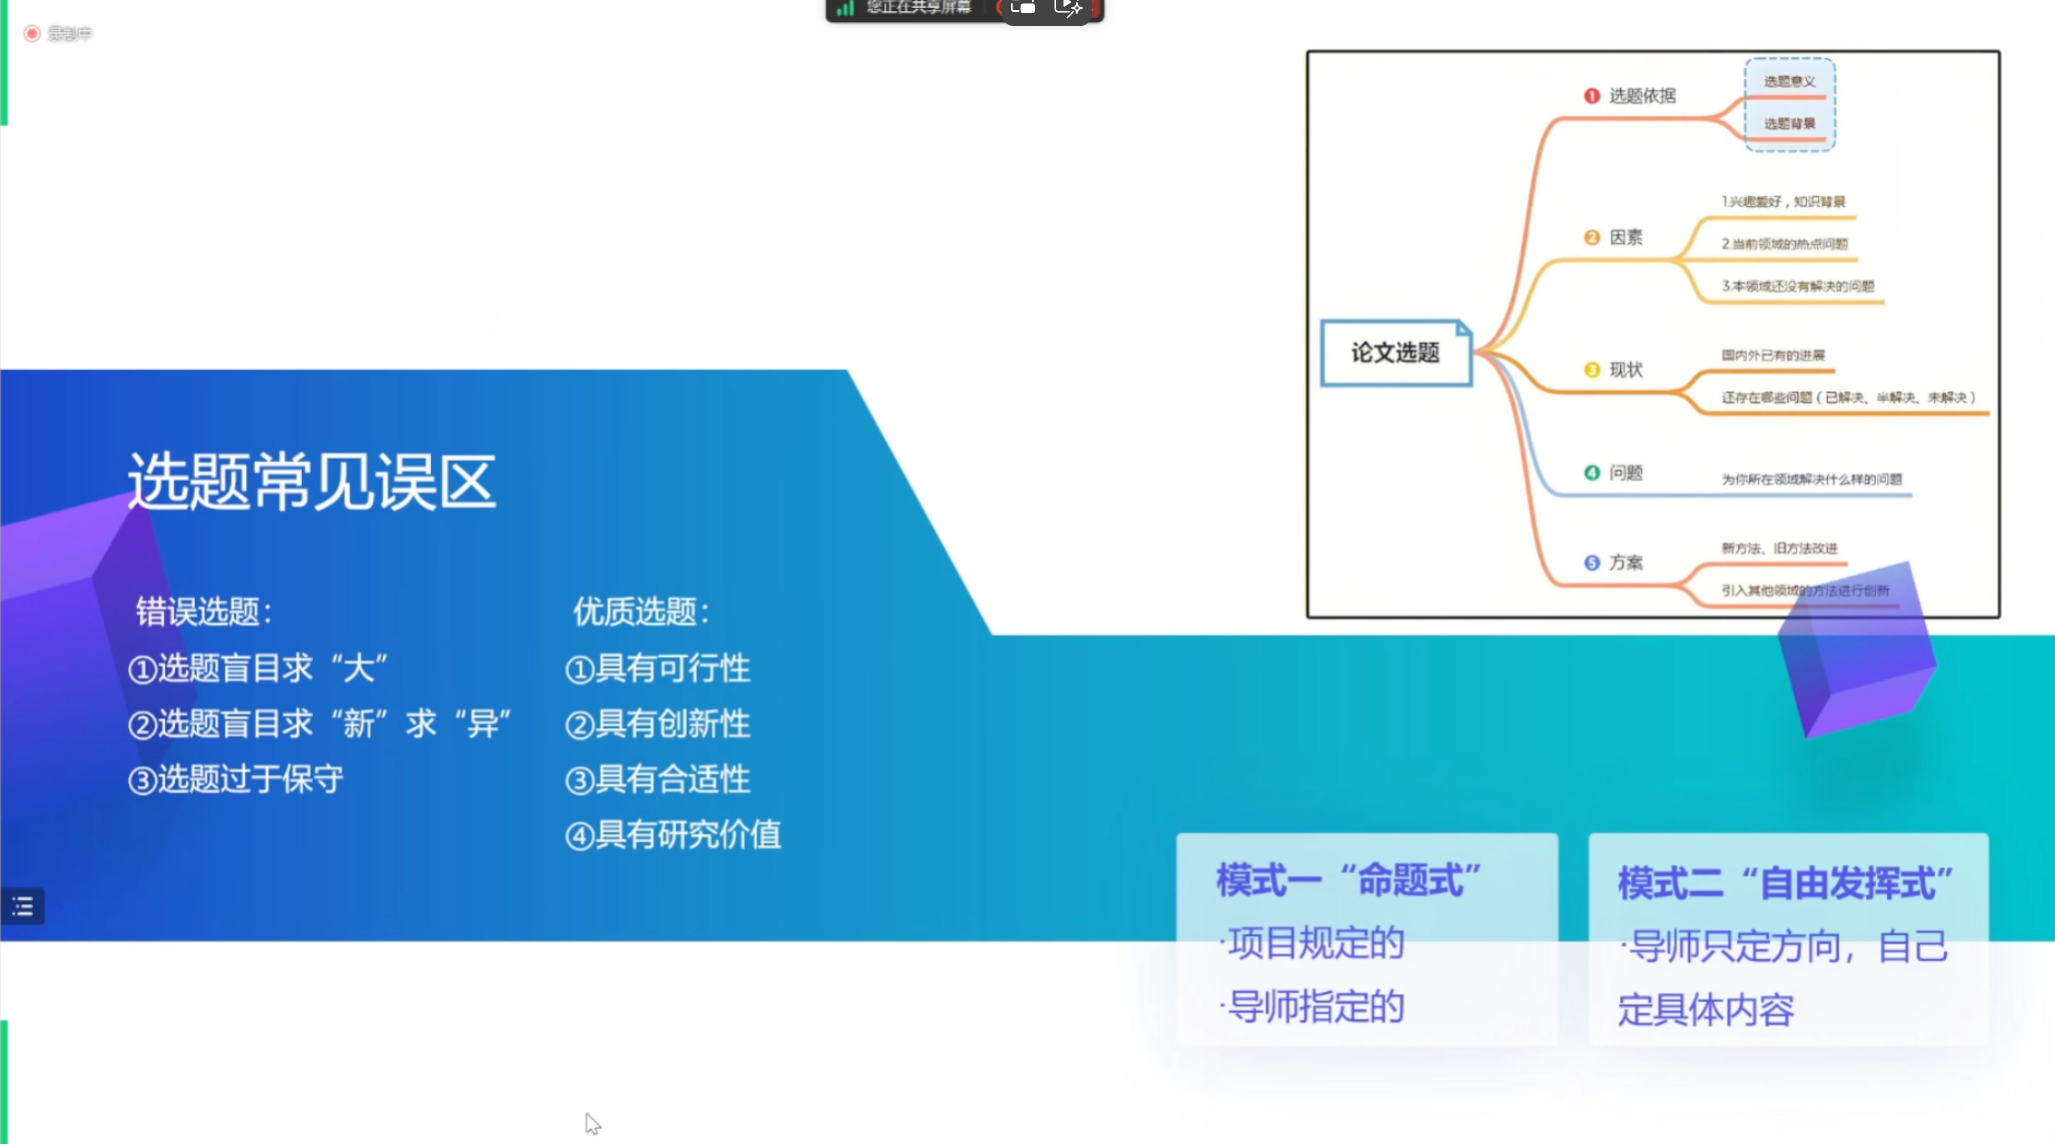 您正在共享屏幕
录制中
选题常见误区
错误选题：
①选题盲目求“大”
②选题盲目求“新”求“异”
③选题过于保守
优质选题：
①具有可行性
②具有创新性
③具有合适性
④具有研究价值
论文选题
1 选题依据
选题意义
选题背景
2 因素
1.兴趣爱好，知识背景
2.当前领域的热点问题
3.本领域还没有解决的问题
3 现状
国内外已有的进展
还存在哪些问题（已解决、半解决、未解决）
4 问题
为你所在领域解决什么样的问题
5 方案
新方法、旧方法改进
引入其他领域的方法进行创新
模式一“命题式”
·项目规定的
·导师指定的
模式二“自由发挥式”
·导师只定方向，自己
定具体内容